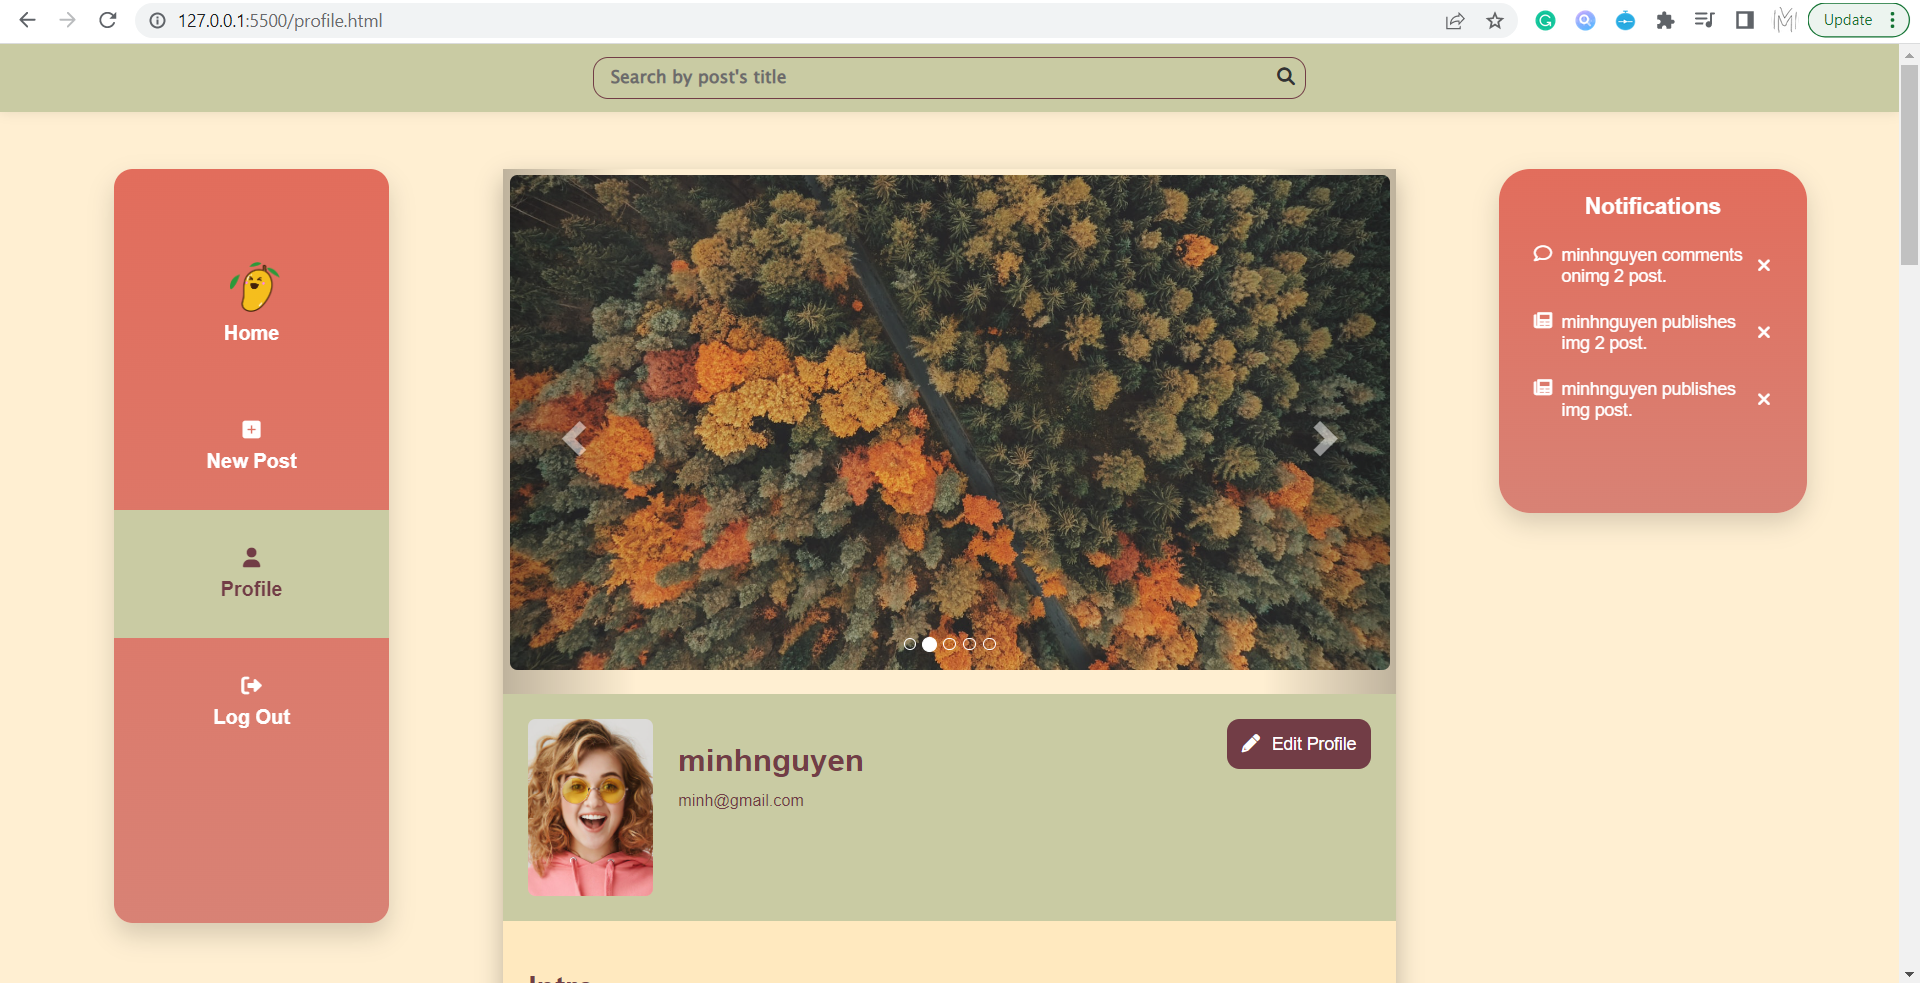 127.0.0.1:5500/profile.html
Update
Search by post's title
Home
New Post
Profile
Log Out
Notifications
minhnguyen comments
onimg 2 post.
minhnguyen publishes
img 2 post.
minhnguyen publishes
img post.
minhnguyen
minh@gmail.com
Edit Profile
Intro